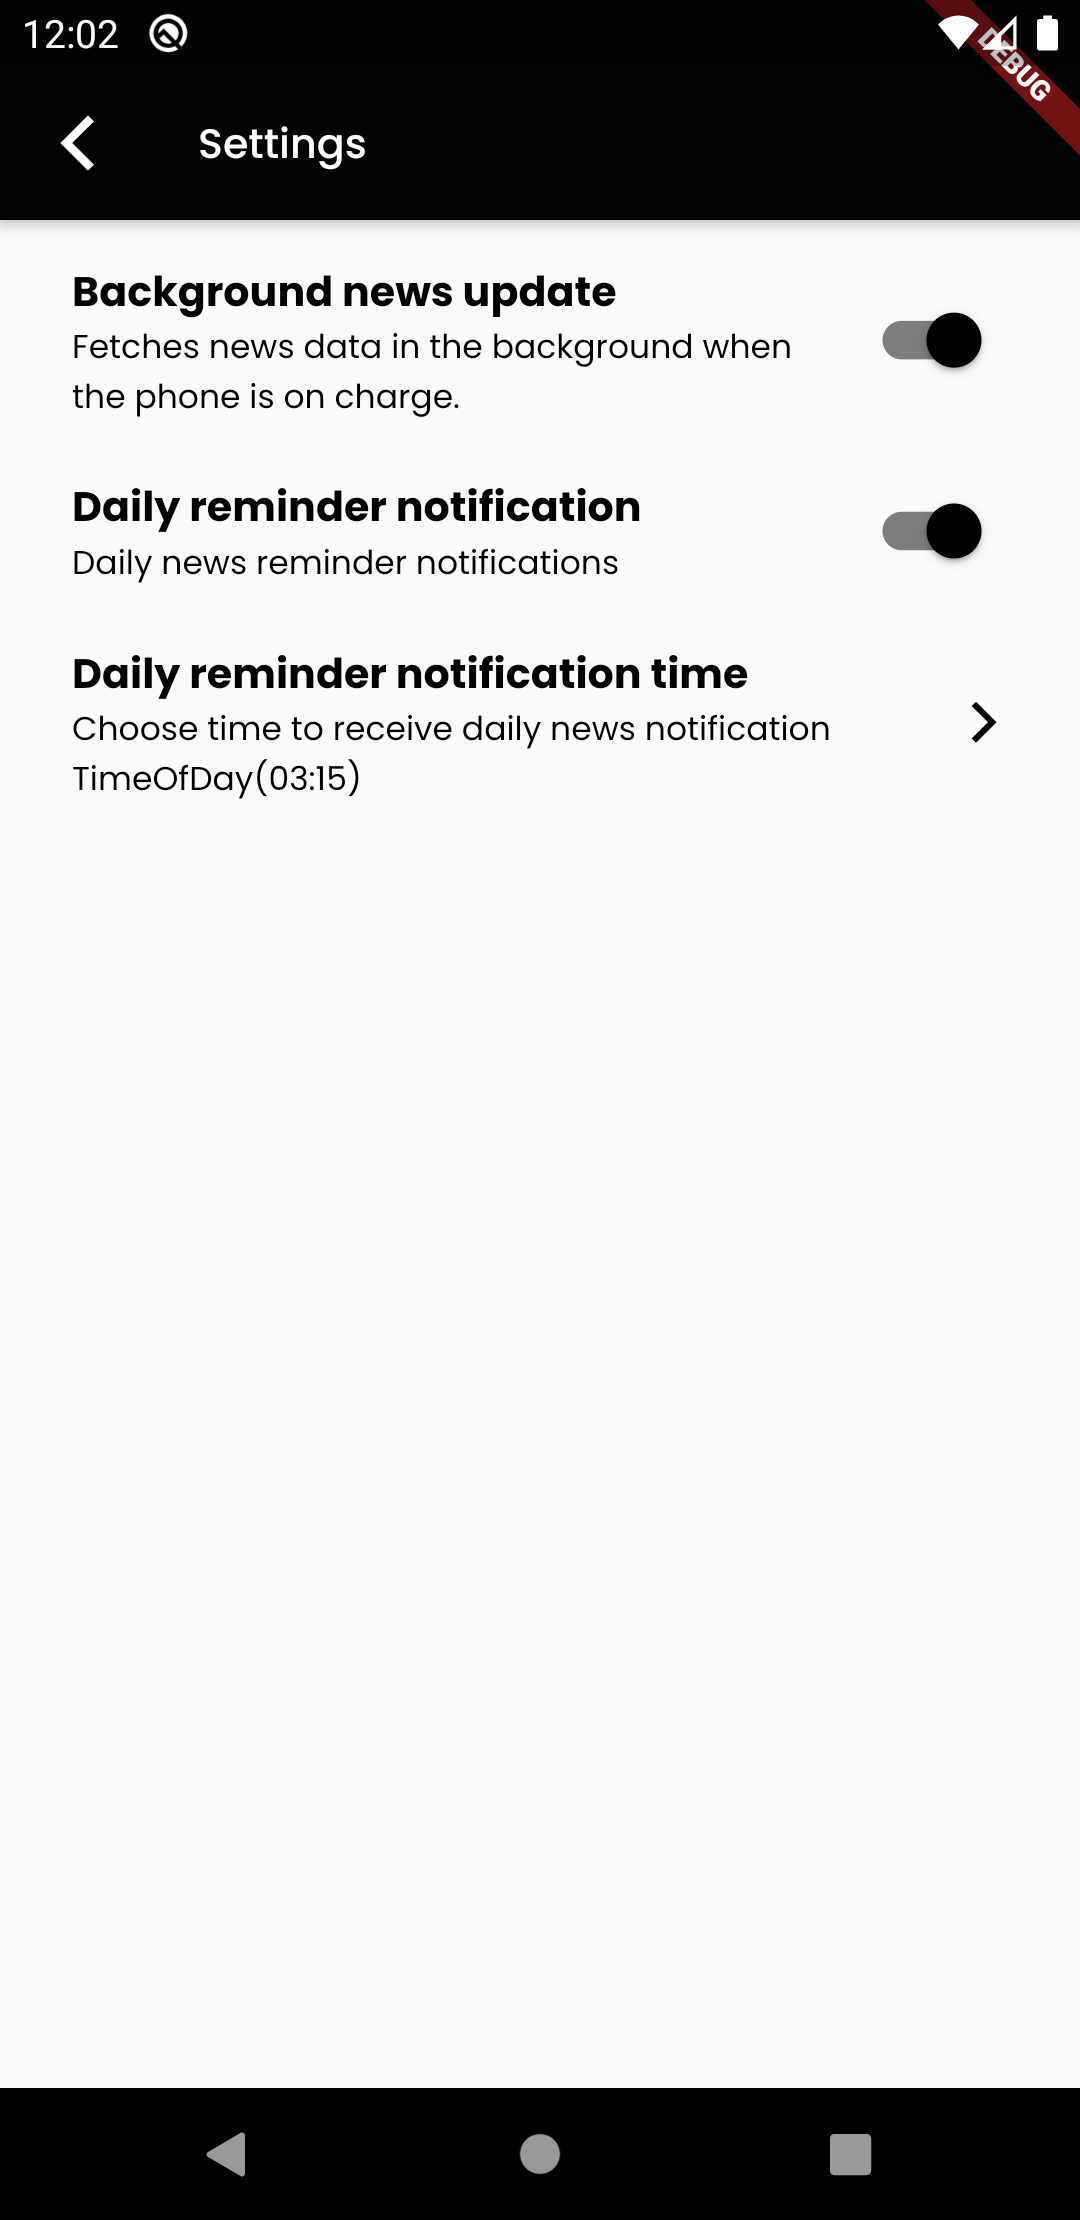 12:02
DEBUG
Settings
Background news update
Fetches news data in the background when
the phone is on charge.
Daily reminder notification
Daily news reminder notifications
Daily reminder notification time
Choose time to receive daily news notification
TimeOfDay(03:15)